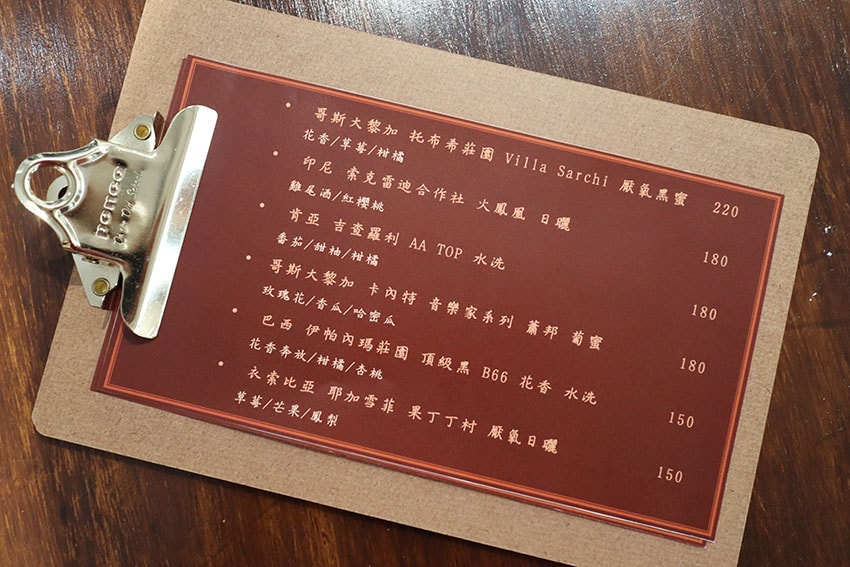 哥斯大黎加 托布希莊園 Villa Sarchi 厭氧黑蜜 220
花香/草莓/柑橘
印尼 索克雷迪合作社 火鳳凰 日曬 180
雞尾酒/紅櫻桃
肯亞 吉查羅利 AA TOP 水洗 180
番茄/甜柚/柑橘
哥斯大黎加 卡內特 音樂家系列 蕭邦 葡蜜 180
玫瑰花/香瓜/哈密瓜
巴西 伊帕內瑪莊園 頂級黑 B66 花香 水洗 150
花香奔放/柑橘/杏桃
衣索比亞 耶加雪菲 果丁丁村 厭氧日曬 150
草莓/芒果/鳳梨
penco